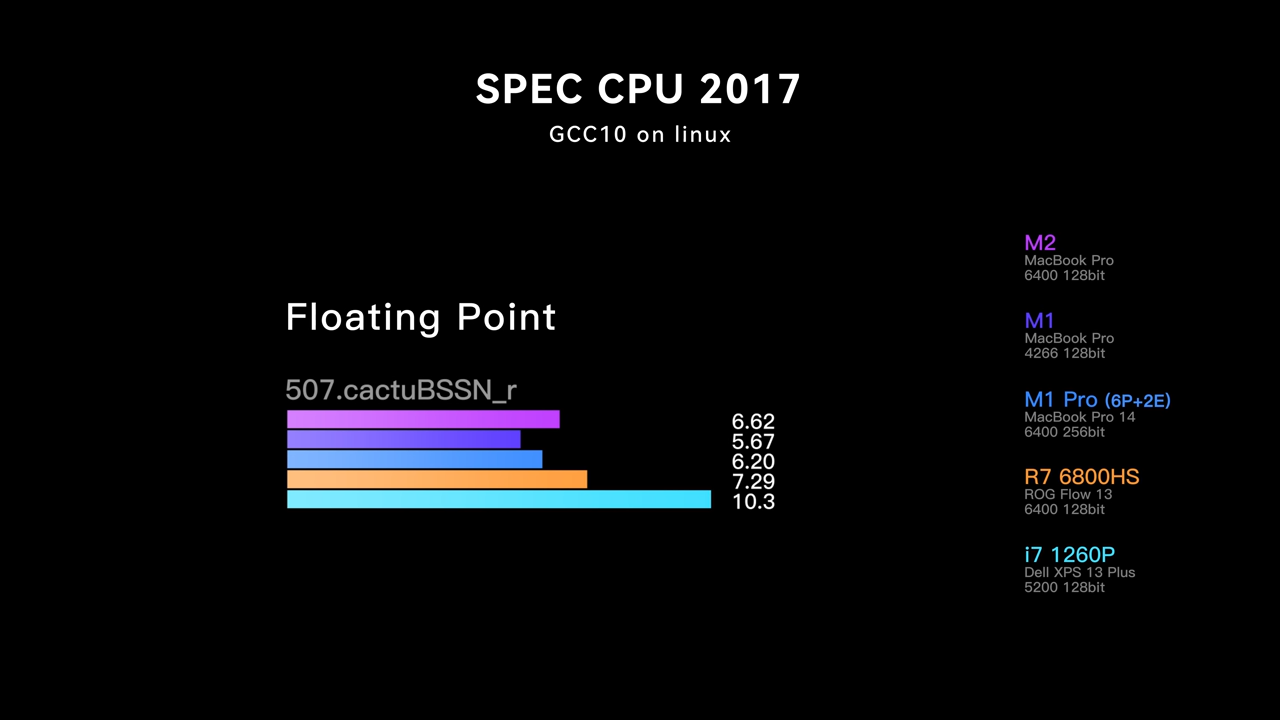 SPEC CPU 2017
GCC10 on linux
Floating Point
507.cactuBSSN_r
6.62
5.67
6.20
7.29
10.3
M2
MacBook Pro
6400 128bit
M1
MacBook Pro
4266 128bit
M1 Pro (6P+2E)
MacBook Pro 14
6400 256bit
R7 6800HS
ROG Flow 13
6400 128bit
i7 1260P
Dell XPS 13 Plus
5200 128bit